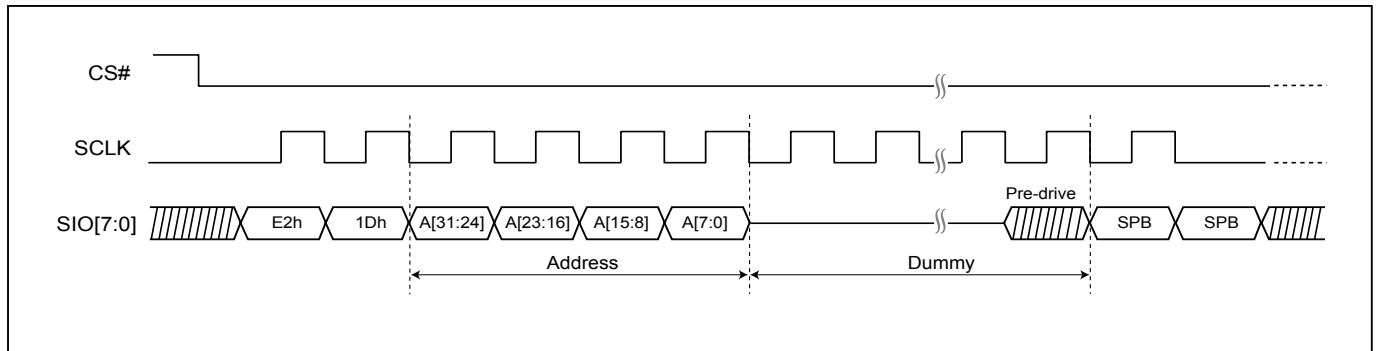 CS#
SCLK
Pre-drive
SIO[7:0] E2h 1Dh A[31:24] A[23:16] A[15:8] A[7:0] SPB SPB
Address Dummy